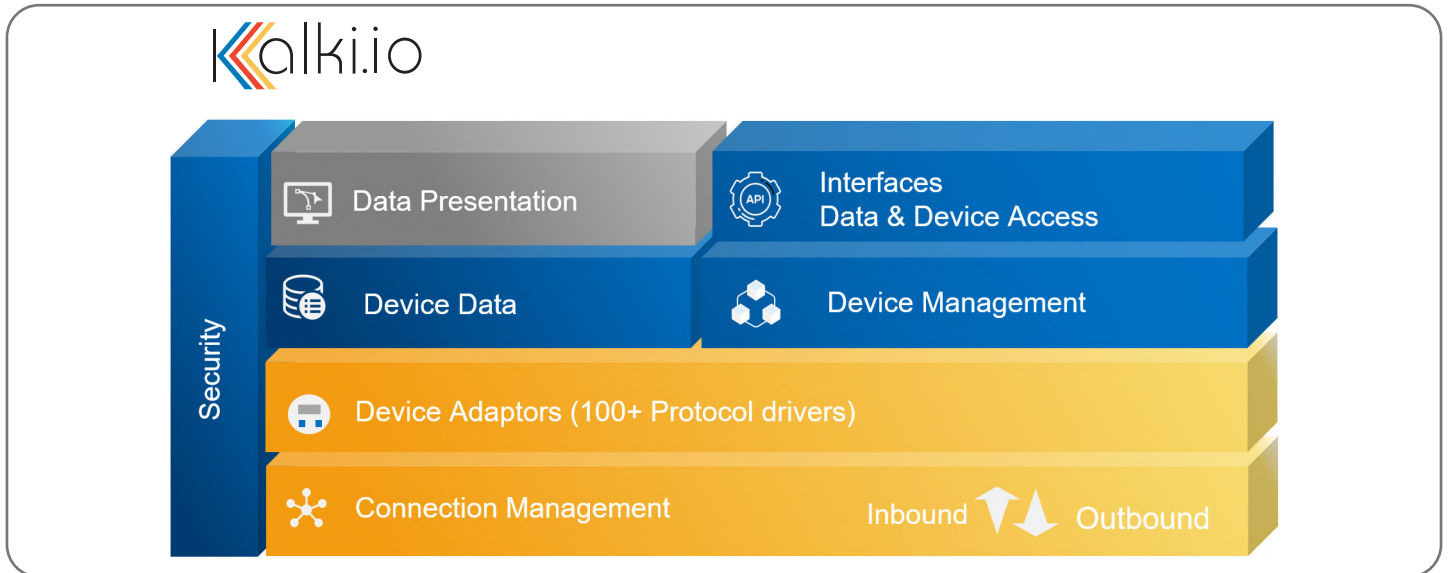 Kalki.io
Data Presentation
API
Interfaces
Data & Device Access
Device Data
Device Management
Security
Device Adaptors (100+ Protocol drivers)
Connection Management
Inbound
Outbound